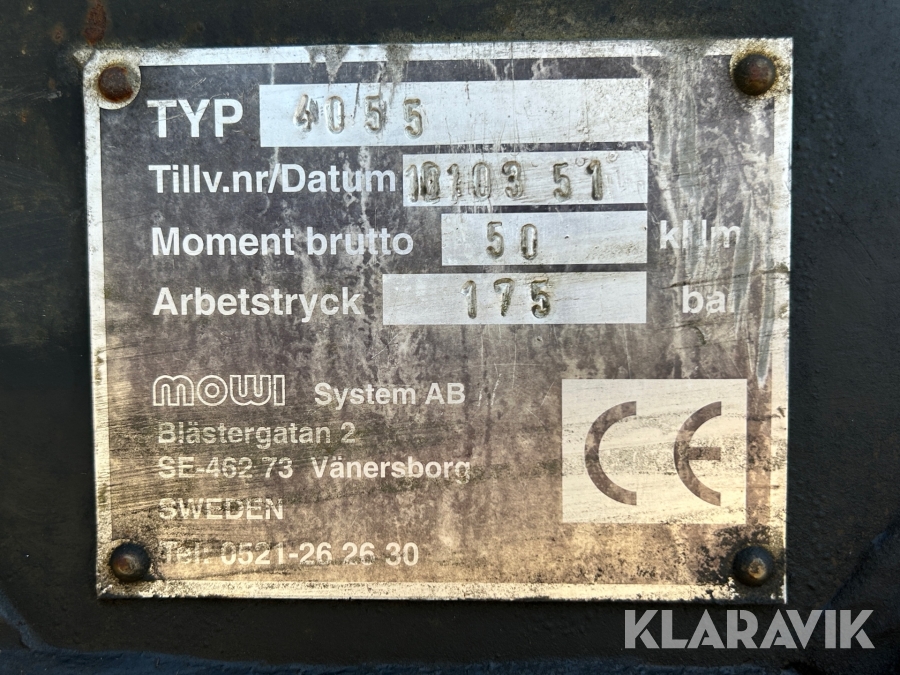 TYP 4055
Tillv.nr/Datum 18103 51
Moment brutto 50 kNm
Arbetstryck 175 bar
mowi System AB
Blästergatan 2
SE-462 73 Vänersborg
SWEDEN
Tel: 0521-26 26 30
CE
KLARAVIK